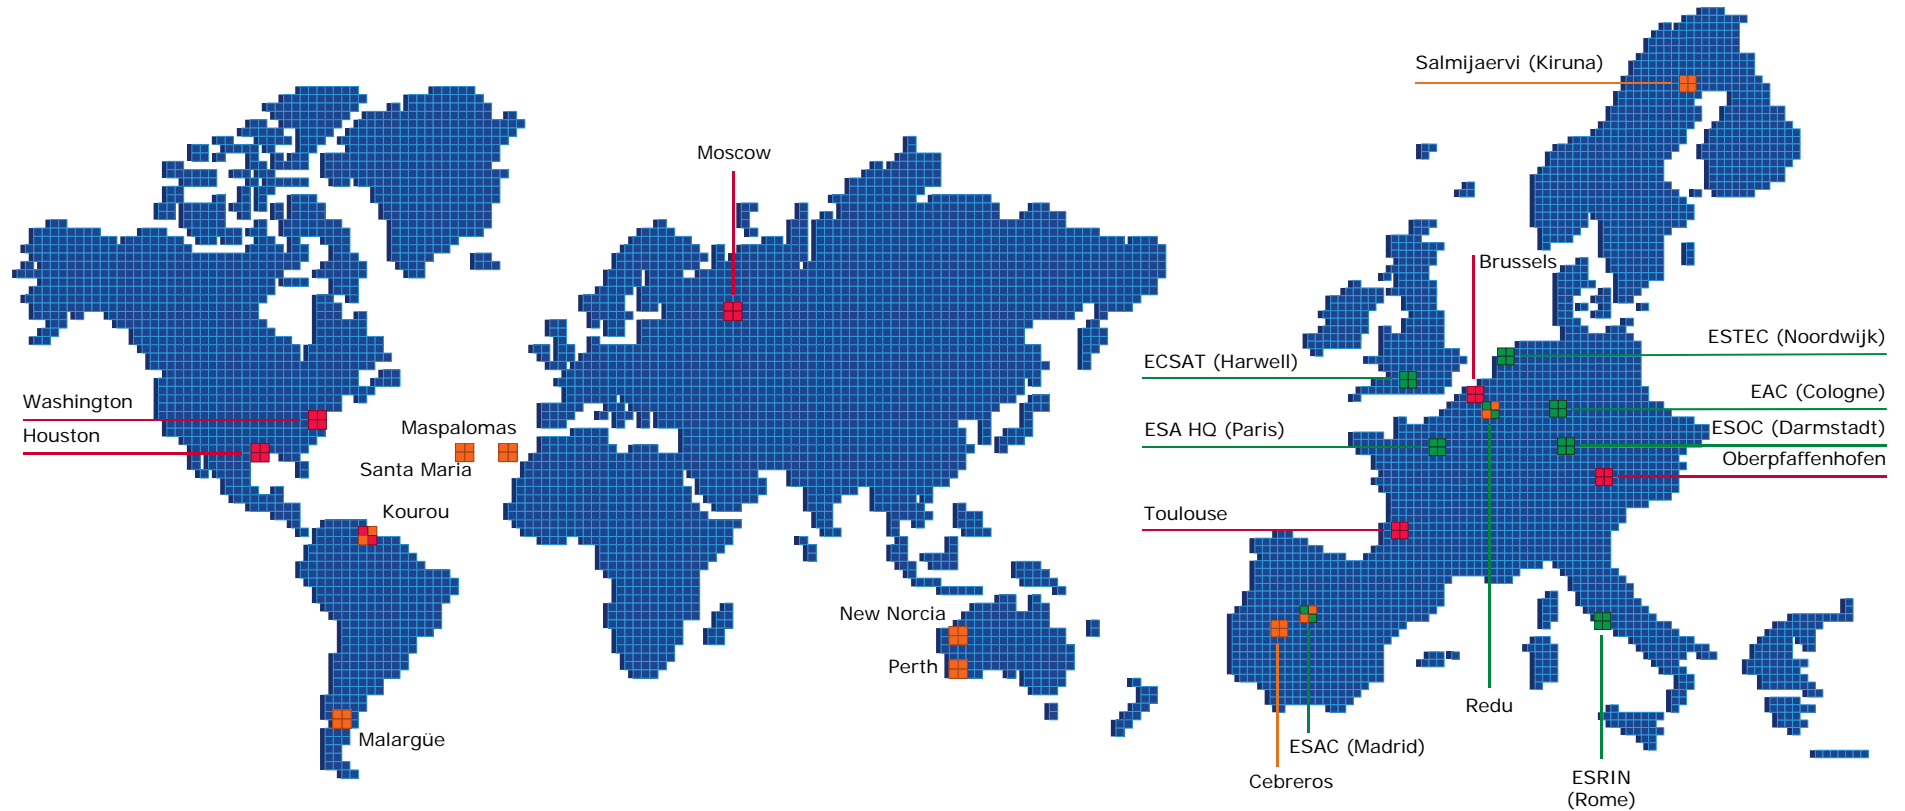 Salmijaervi (Kiruna)
Moscow
Brussels
ESTEC (Noordwijk)
ECSAT (Harwell)
EAC (Cologne)
Washington
Maspalomas
ESA HQ (Paris)
ESOC (Darmstadt)
Houston
Santa Maria
Oberpfaffenhofen
Kourou
Toulouse
New Norcia
Perth
Redu
Malargüe
ESAC (Madrid)
Cebreros
ESRIN
(Rome)